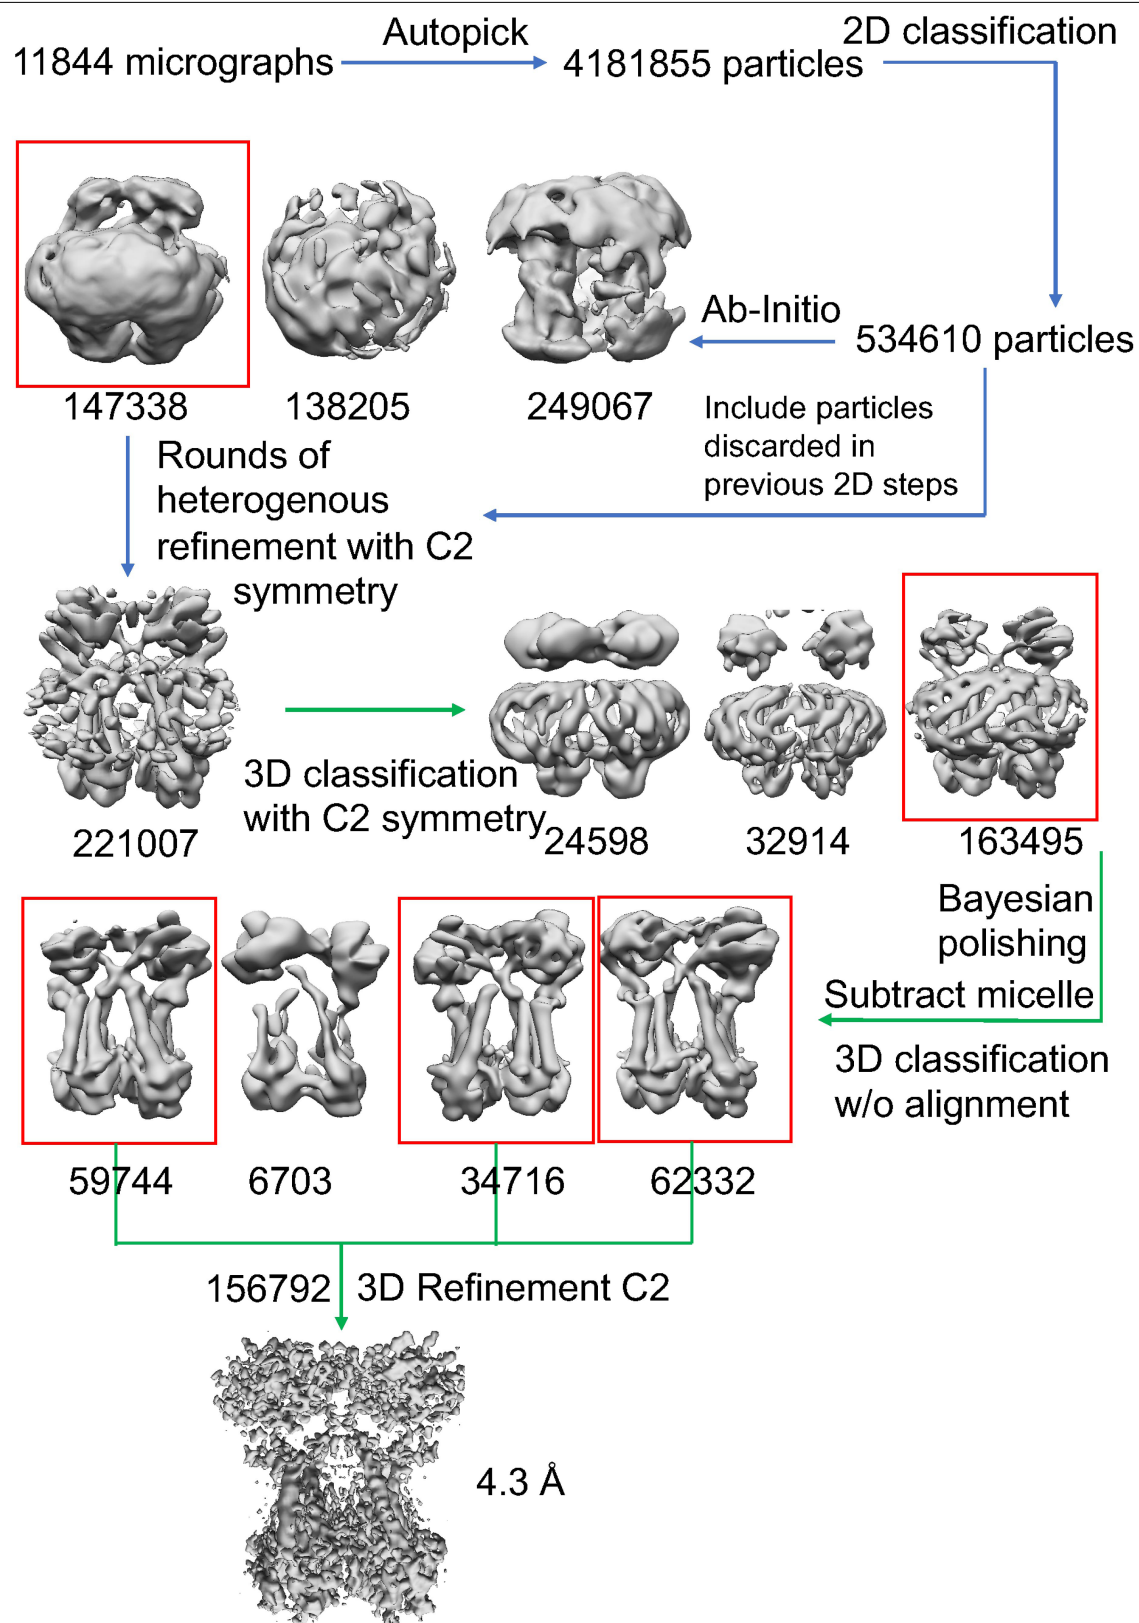 11844 micrographs
Autopick
4181855 particles
2D classification
Ab-Initio
534610 particles
147338
138205
249067
Include particles
discarded in
previous 2D steps
Rounds of
heterogenous
refinement with C2
symmetry
221007
3D classification
with C2 symmetry
24598
32914
163495
Bayesian
polishing
Subtract micelle
3D classification
w/o alignment
59744
6703
34716
62332
156792
3D Refinement C2
4.3 Å